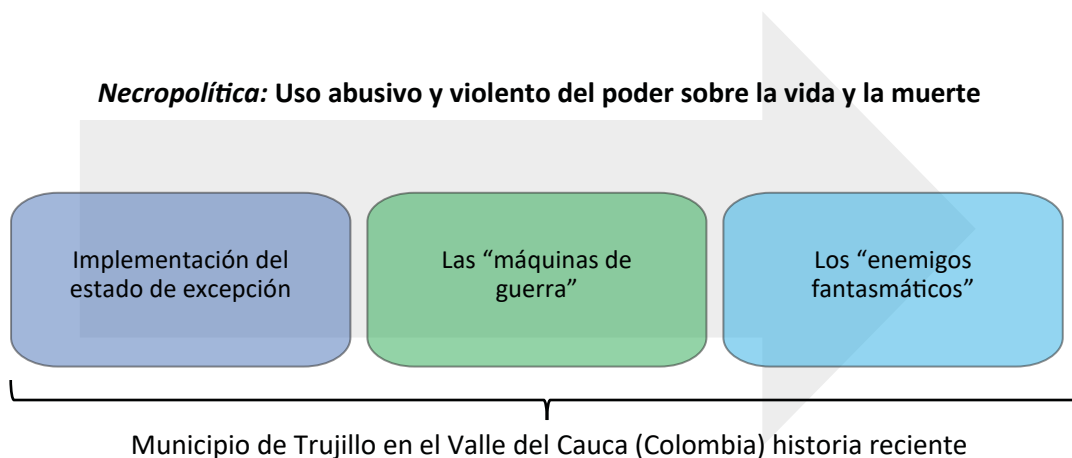 Necropolítica: Uso abusivo y violento del poder sobre la vida y la muerte
Implementación del
estado de excepción
Las “máquinas de
guerra”
Los “enemigos
fantasmáticos”
Municipio de Trujillo en el Valle del Cauca (Colombia) historia reciente